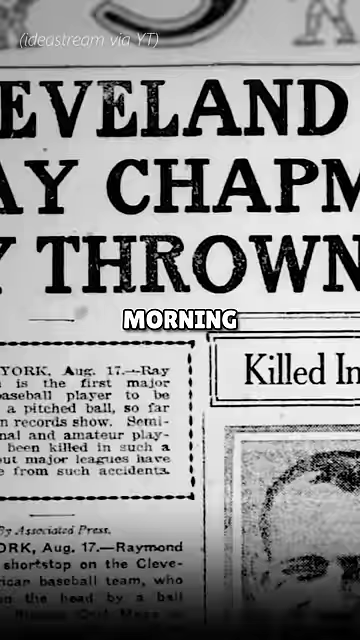 (ideastream via YT)
EVELAND
AY CHAPM
Y THROWN
MORNING
YORK, Aug. 17.—Ray
is the first major
baseball player to be
a pitched ball, so far
n records show. Semi-
nal and amateur play-
been killed in such a
but major leagues have
e from such accidents.
Killed In
By Associated Press.
ORK, Aug. 17.—Raymond
shortstop on the Cleve-
rican baseball team, who
on the head by a ball